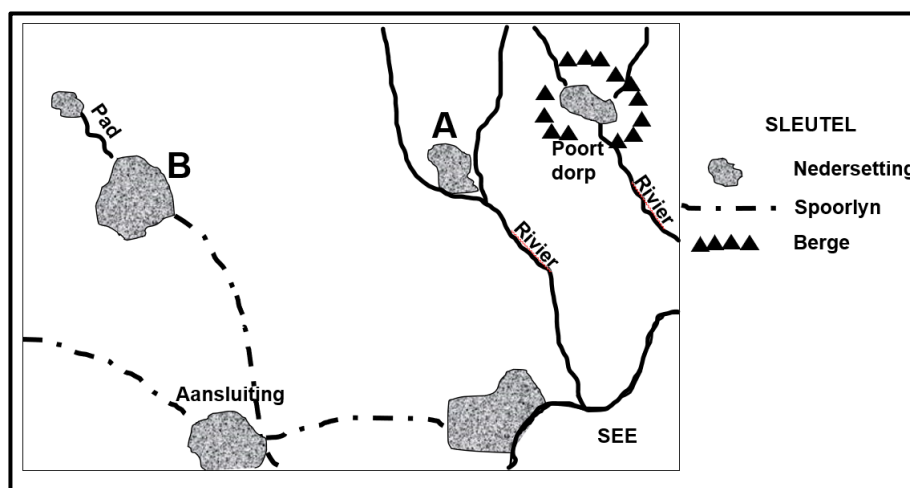 Pad
B
A
Poort
dorp
Rivier
Rivier
Aansluiting
SEE
SLEUTEL
Nedersetting
Spoorlyn
Berge